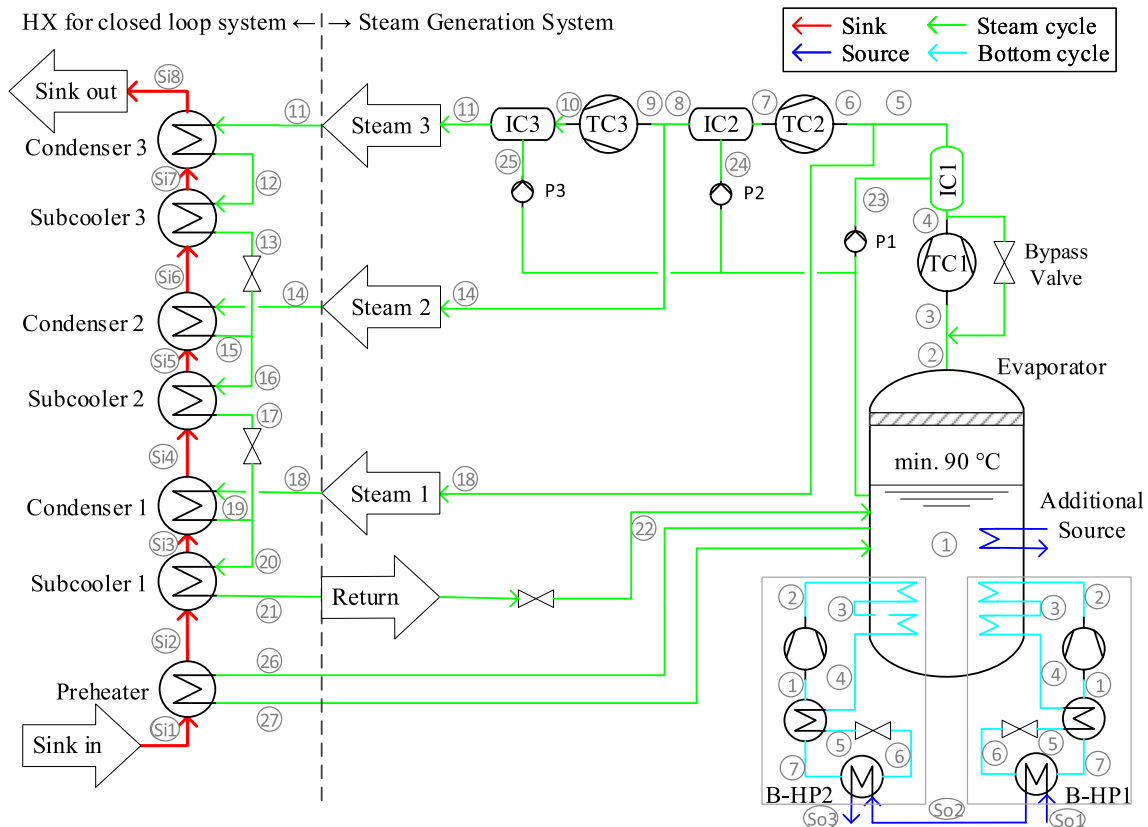 HX for closed loop system ←
→ Steam Generation System
Sink
Source
Steam cycle
Bottom cycle
Sink out
Si8
11
Steam 3
11
IC3
10
TC3
9
8
IC2
7
TC2
6
5
Condenser 3
Si7
12
25
P3
24
P2
23
IC1
4
P1
TC1
Bypass
Valve
Subcooler 3
13
Si6
3
14
Steam 2
14
Condenser 2
15
Si5
2
Evaporator
16
Subcooler 2
17
Si4
min. 90 °C
18
Steam 1
18
Condenser 1
19
22
Additional
Source
1
Si3
20
Subcooler 1
21
Return
Si2
26
Preheater
27
Si1
Sink in
2
3
4
1
5
6
7
B-HP2
So3
So2
2
3
4
1
5
6
7
B-HP1
So1